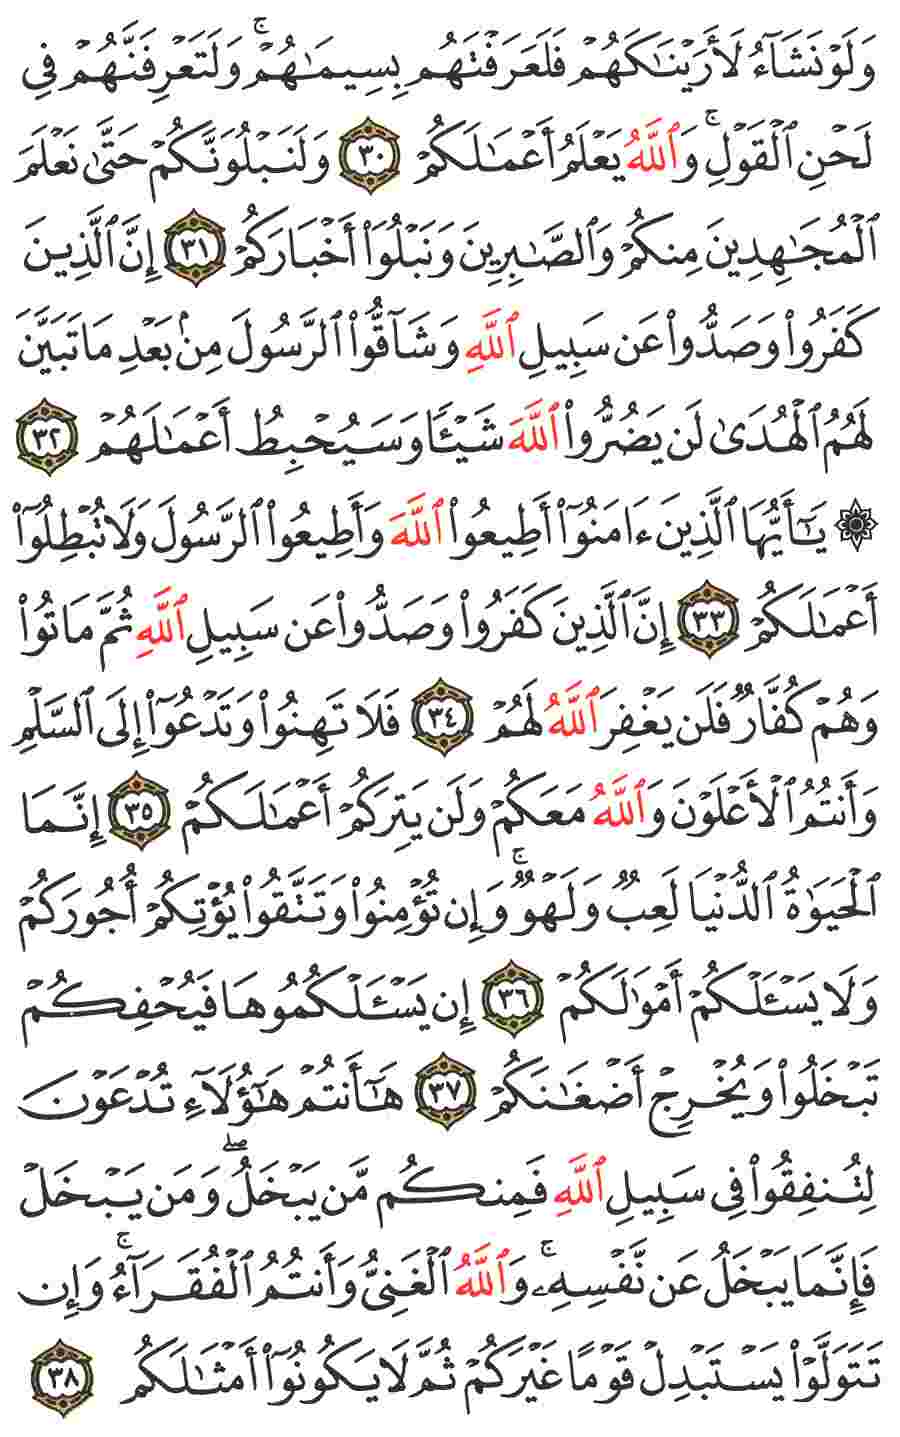 وَلَوْ نَشَآءُ لَأَرَيْنَٰكَهُمْ فَلَعَرَفْتَهُم بِسِيمَٰهُمْ ۚ وَلَتَعْرِفَنَّهُمْ فِى
لَحْنِ ٱلْقَوْلِ ۚ وَٱللَّهُ يَعْلَمُ أَعْمَٰلَكُمْ ٣٠ وَلَنَبْلُوَنَّكُمْ حَتَّىٰ نَعْلَمَ
ٱلْمُجَٰهِدِينَ مِنكُمْ وَٱلصَّٰبِرِينَ وَنَبْلُوَا۟ أَخْبَارَكُمْ ٣١ إِنَّ ٱلَّذِينَ
كَفَرُوا۟ وَصَدُّوا۟ عَن سَبِيلِ ٱللَّهِ وَشَآقُّوا۟ ٱلرَّسُولَ مِنۢ بَعْدِ مَا تَبَيَّنَ
لَهُمُ ٱلْهُدَىٰ لَن يَضُرُّوا۟ ٱللَّهَ شَيْـًٔا وَسَيُحْبِطُ أَعْمَٰلَهُمْ ٣٢
۞ يَٰٓأَيُّهَا ٱلَّذِينَ ءَامَنُوٓا۟ أَطِيعُوا۟ ٱللَّهَ وَأَطِيعُوا۟ ٱلرَّسُولَ وَلَا تُبْطِلُوٓا۟
أَعْمَٰلَكُمْ ٣٣ إِنَّ ٱلَّذِينَ كَفَرُوا۟ وَصَدُّوا۟ عَن سَبِيلِ ٱللَّهِ ثُمَّ مَاتُوا۟
وَهُمْ كُفَّارٌ فَلَن يَغْفِرَ ٱللَّهُ لَهُمْ ٣٤ فَلَا تَهِنُوا۟ وَتَدْعُوٓا۟ إِلَى ٱلسَّلْمِ
وَأَنتُمُ ٱلْأَعْلَوْنَ وَٱللَّهُ مَعَكُمْ وَلَن يَتِرَكُمْ أَعْمَٰلَكُمْ ٣٥ إِنَّمَا
ٱلْحَيَوٰةُ ٱلدُّنْيَا لَعِبٌ وَلَهْوٌ ۚ وَإِن تُؤْمِنُوا۟ وَتَتَّقُوا۟ يُؤْتِكُمْ أُجُورَكُمْ
وَلَا يَسْـَٔلْكُمْ أَمْوَٰلَكُمْ ٣٦ إِن يَسْـَٔلْكُمُوهَا فَيُحْفِكُمْ
تَبْخَلُوا۟ وَيُخْرِجْ أَضْغَٰنَكُمْ ٣٧ هَٰٓأَنتُمْ هَٰٓؤُلَآءِ تُدْعَوْنَ
لِتُنفِقُوا۟ فِى سَبِيلِ ٱللَّهِ فَمِنكُم مَّن يَبْخَلُ ۖ وَمَن يَبْخَلْ
فَإِنَّمَا يَبْخَلُ عَن نَّفْسِهِۦ ۚ وَٱللَّهُ ٱلْغَنِىُّ وَأَنتُمُ ٱلْفُقَرَآءُ ۚ وَإِن
تَتَوَلَّوْا۟ يَسْتَبْدِلْ قَوْمًا غَيْرَكُمْ ثُمَّ لَا يَكُونُوٓا۟ أَمْثَٰلَكُم ٣٨